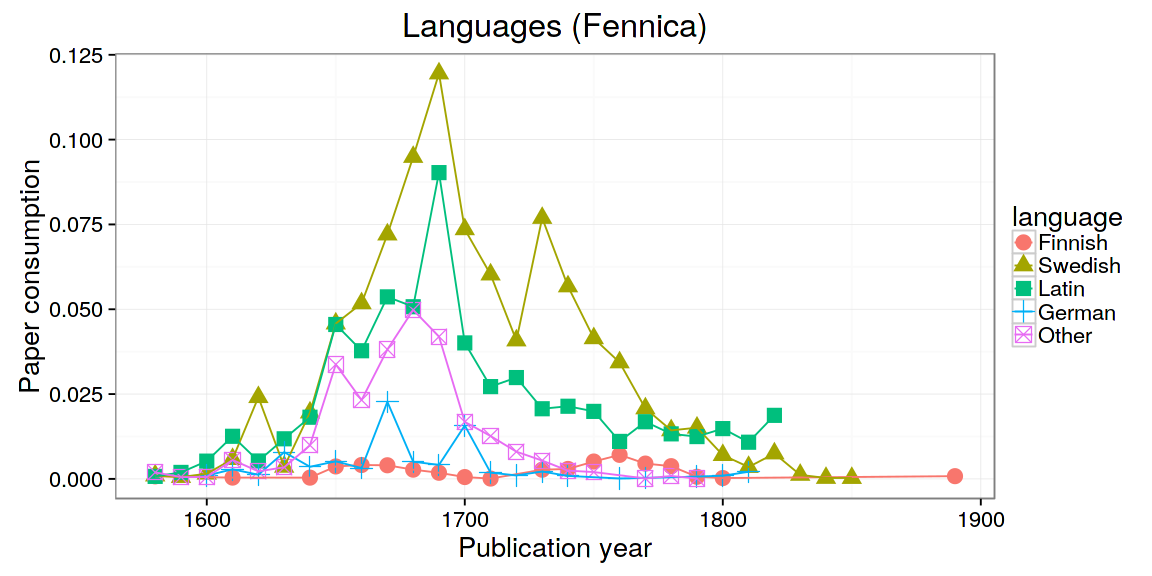 Languages (Fennica)
0.125
0.100
0.075
0.050
0.025
0.000
Paper consumption
1600
1700
1800
1900
Publication year
language
Finnish
Swedish
Latin
German
Other